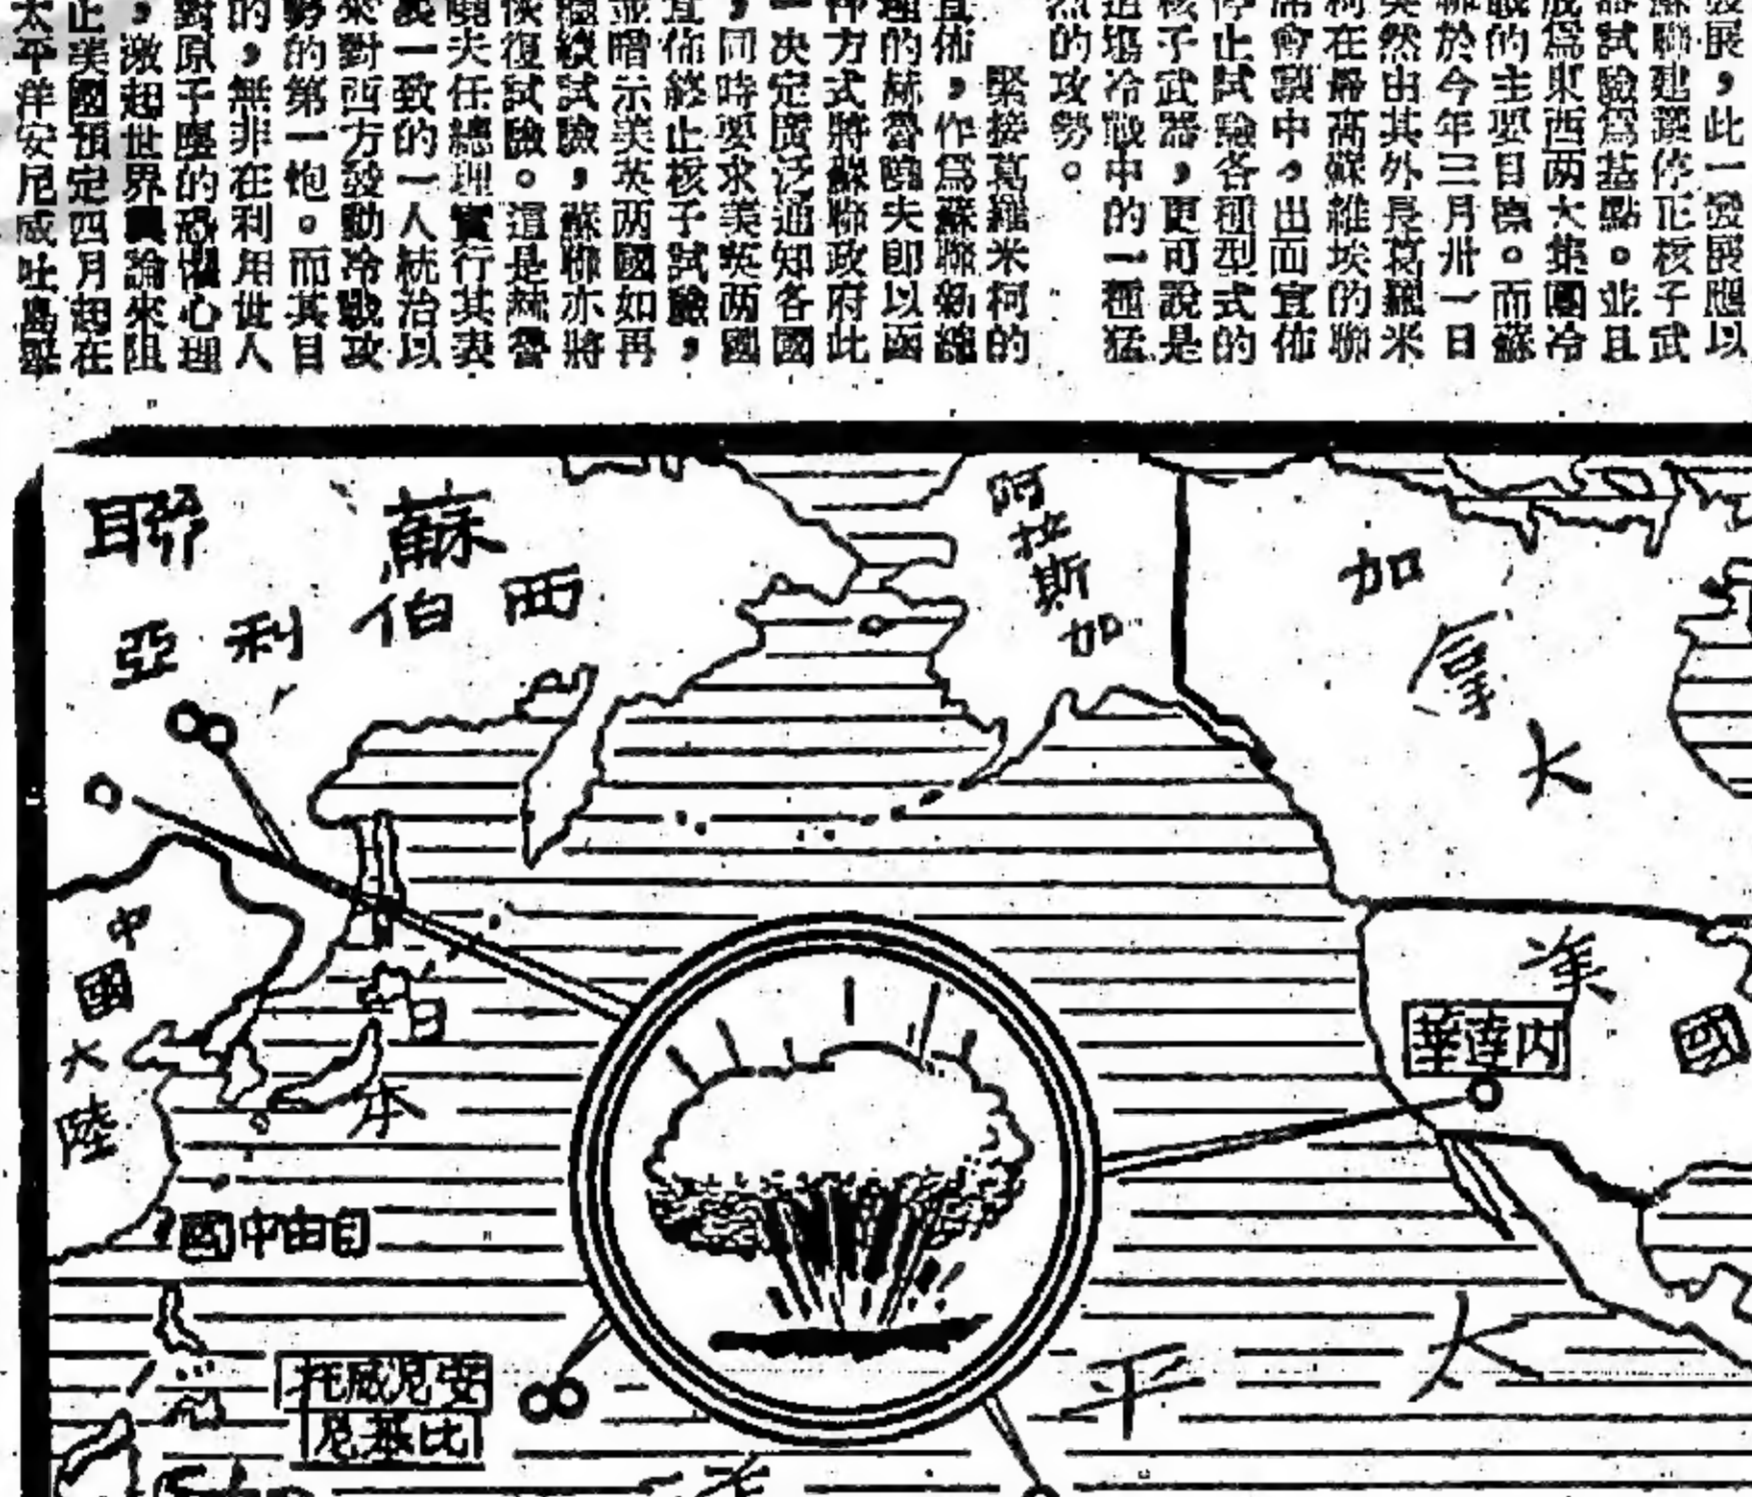 發展，此一發展應以
蘇聯建議停止核子武
器試驗爲基點。並且
成爲東西两大集團冷
戰的主要目標。而蘇
聯於今年三月卅一日
突然由其外長葛羅米
柯在最高蘇維埃的聯
席會議中，出而宣佈
停止試驗各種型式的
核子武器，更可說是
這場冷戰中的一種猛
烈的攻勢。
緊接葛羅米柯的
宣佈，作爲蘇聯新總
理的赫魯曉夫即以函
件方式將蘇聯政府此
一决定廣泛通知各國
，同時要求美英两國
宣佈終止核子試驗，
並暗示美英两國如再
繼續試驗，蘇聯亦將
恢復試驗。這是赫魯
曉夫任總理實行其表
裏一致的一人統治以
來對西方發動冷戰攻
勢的第一炮。而其目
的，無非在利用世人
對原子塵的恐懼心理
，激起世界輿論來阻
止美國預定四月起在
太平洋安尼威吐島舉
蘇聯
西伯利亞
阿拉斯加
加拿大
中國大陸
日本
美國
內達華
自由中國
安尼威托
比基尼
太平洋